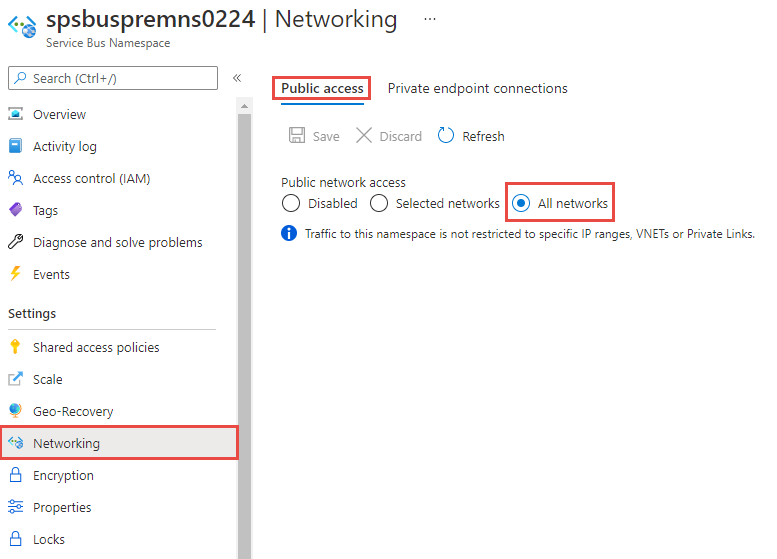 spsbuspremns0224 | Networking ...
Service Bus Namespace
Search (Ctrl+/)
«
Overview
Activity log
Access control (IAM)
Tags
Diagnose and solve problems
Events
Settings
Shared access policies
Scale
Geo-Recovery
Networking
Encryption
Properties
Locks
Public access Private endpoint connections
Save Discard Refresh
Public network access
Disabled Selected networks All networks
Traffic to this namespace is not restricted to specific IP ranges, VNETs or Private Links.